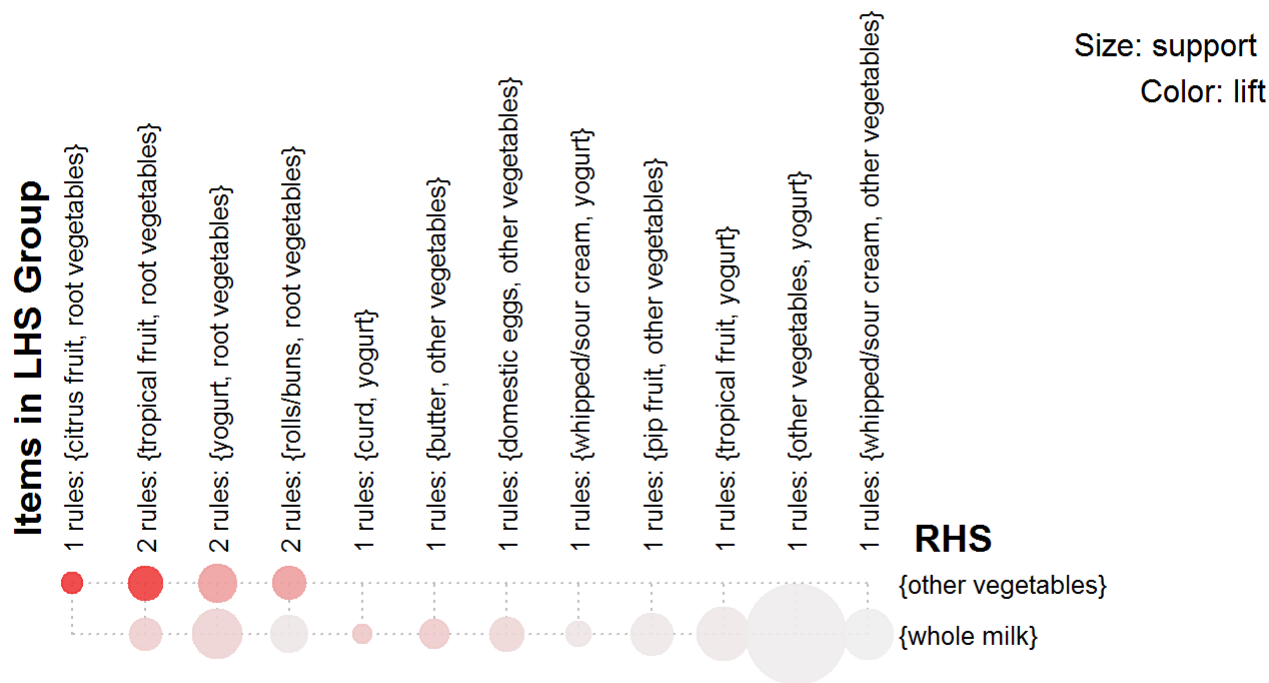 Size: support
Color: lift
Items in LHS Group
1 rules: {citrus fruit, root vegetables}
2 rules: {tropical fruit, root vegetables}
2 rules: {yogurt, root vegetables}
2 rules: {rolls/buns, root vegetables}
1 rules: {curd, yogurt}
1 rules: {butter, other vegetables}
1 rules: {domestic eggs, other vegetables}
1 rules: {whipped/sour cream, yogurt}
1 rules: {pip fruit, other vegetables}
1 rules: {tropical fruit, yogurt}
1 rules: {other vegetables, yogurt}
1 rules: {whipped/sour cream, other vegetables}
RHS
{other vegetables}
{whole milk}